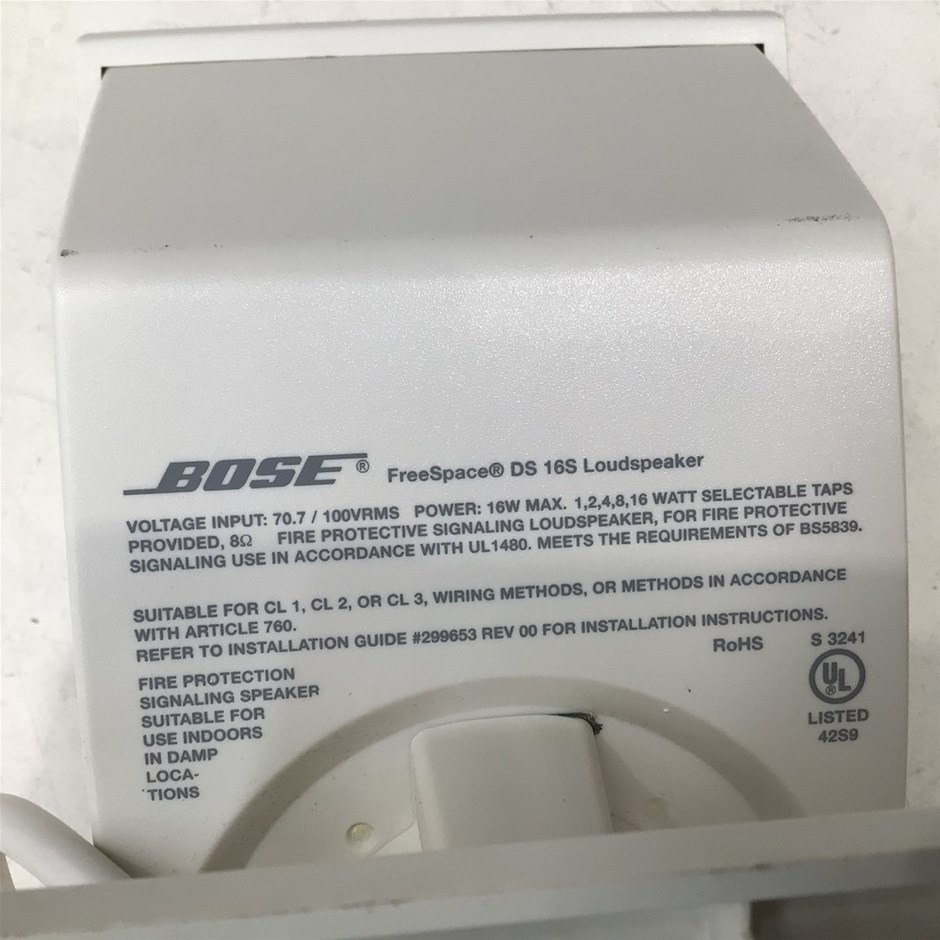 BOSE® FreeSpace® DS 16S Loudspeaker
VOLTAGE INPUT: 70.7 / 100VRMS POWER: 16W MAX. 1,2,4,8,16 WATT SELECTABLE TAPS
PROVIDED, 8Ω FIRE PROTECTIVE SIGNALING LOUDSPEAKER, FOR FIRE PROTECTIVE
SIGNALING USE IN ACCORDANCE WITH UL1480. MEETS THE REQUIREMENTS OF BS5839.
SUITABLE FOR CL 1, CL 2, OR CL 3, WIRING METHODS, OR METHODS IN ACCORDANCE
WITH ARTICLE 760.
REFER TO INSTALLATION GUIDE #299653 REV 00 FOR INSTALLATION INSTRUCTIONS.
FIRE PROTECTION
SIGNALING SPEAKER
SUITABLE FOR
USE INDOORS
IN DAMP
LOCA-
TIONS
RoHS S 3241
UL®
LISTED
42S9